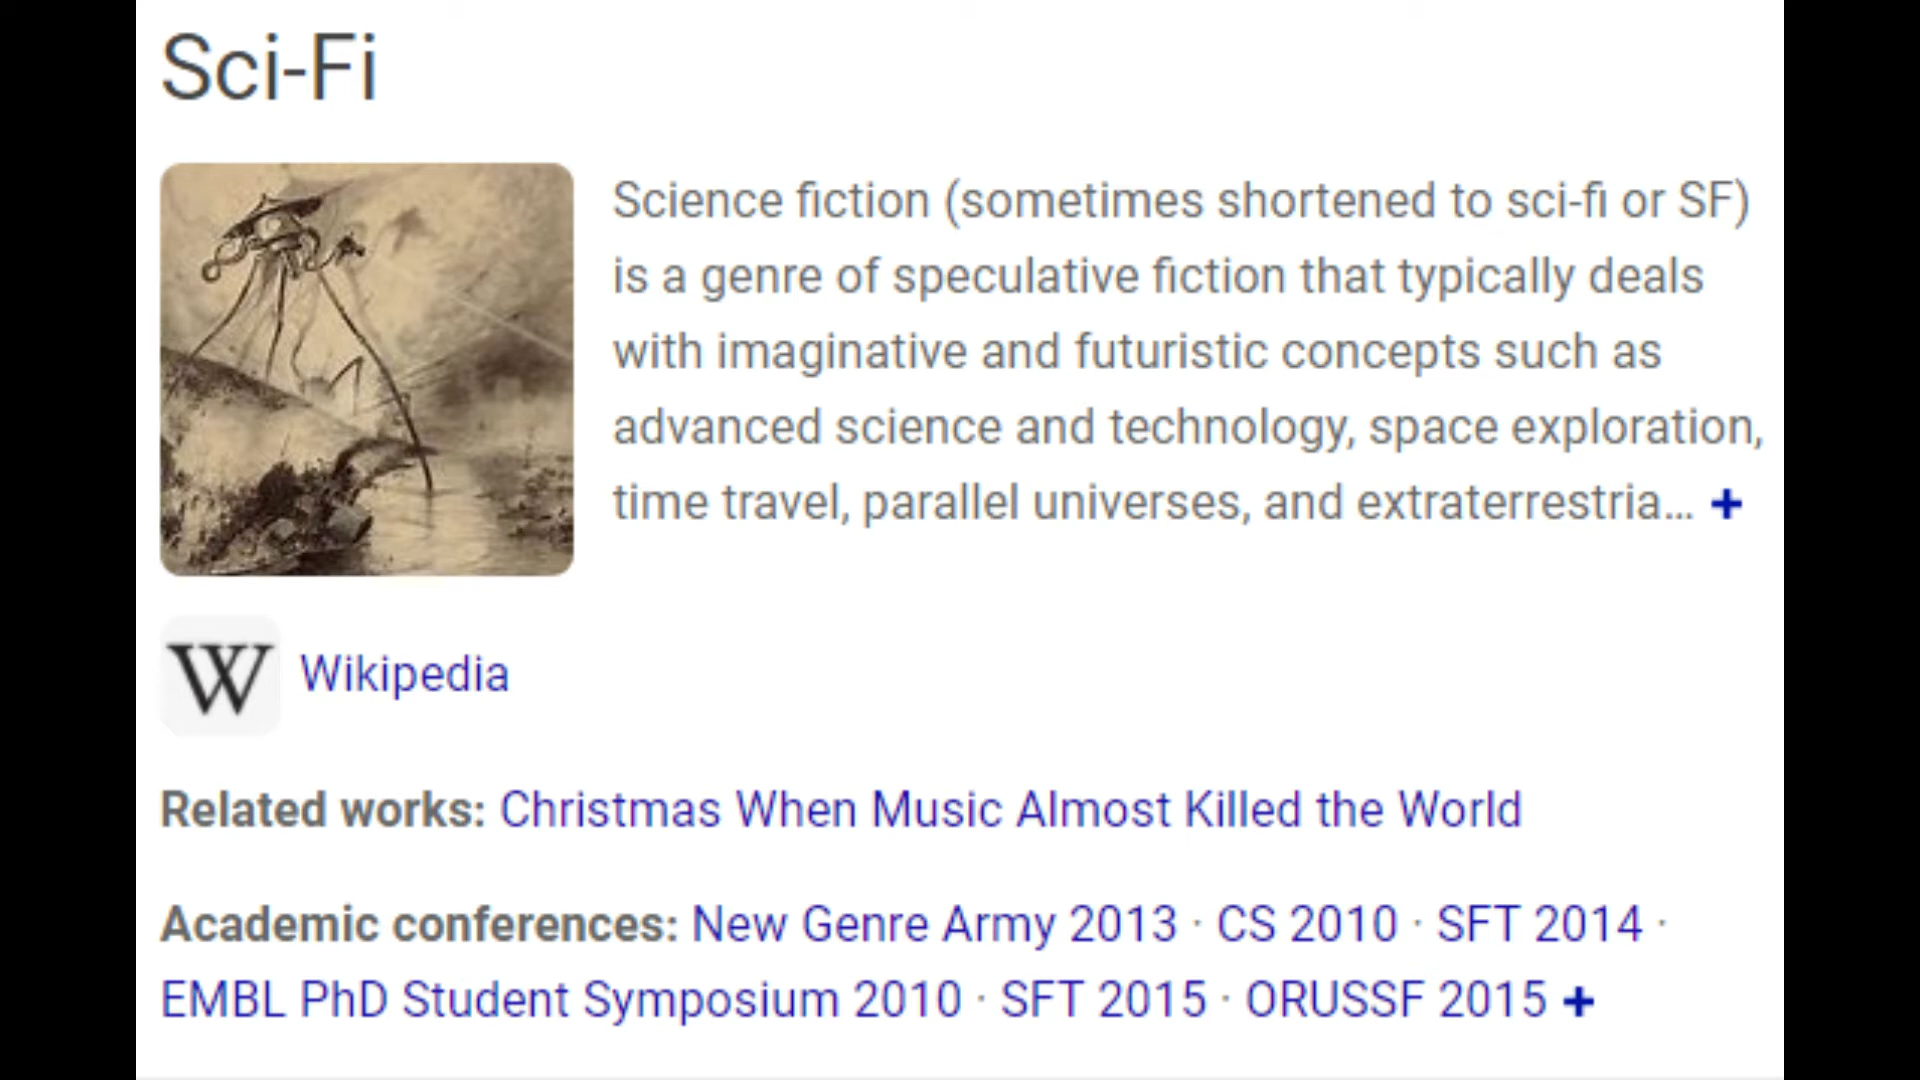 Sci-Fi
Science fiction (sometimes shortened to sci-fi or SF)
is a genre of speculative fiction that typically deals
with imaginative and futuristic concepts such as
advanced science and technology, space exploration,
time travel, parallel universes, and extraterrestria… +
W Wikipedia
Related works: Christmas When Music Almost Killed the World
Academic conferences: New Genre Army 2013 · CS 2010 · SFT 2014 ·
EMBL PhD Student Symposium 2010 · SFT 2015 · ORUSSF 2015 +